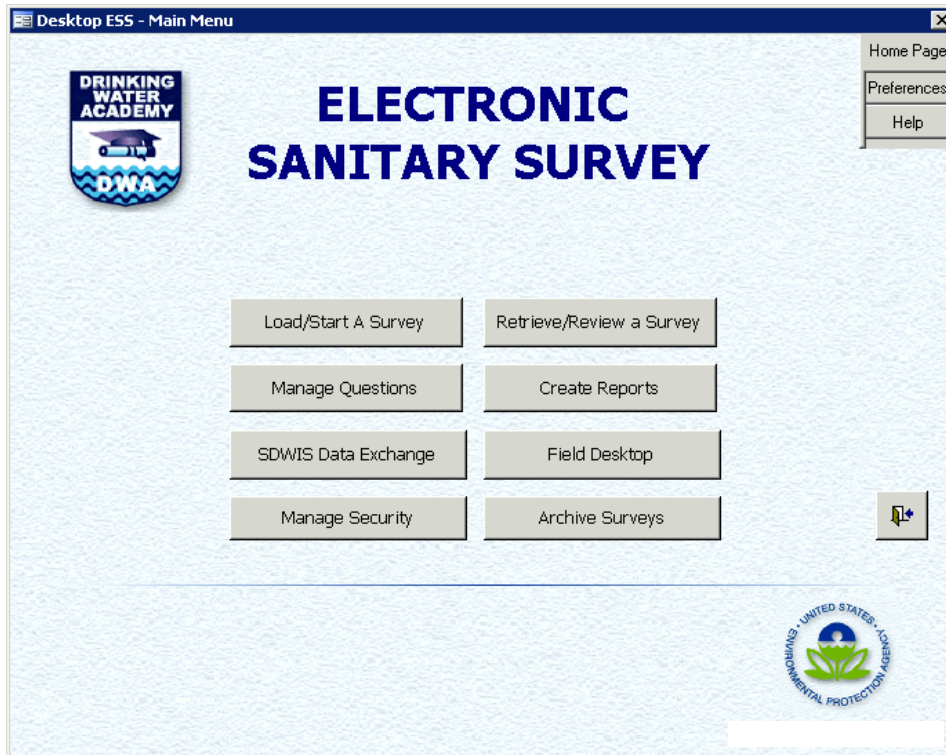 Desktop ESS - Main Menu
Home Page
Preferences
Help
DRINKING
WATER
ACADEMY
DWA
ELECTRONIC
SANITARY SURVEY
Load/Start A Survey
Retrieve/Review a Survey
Manage Questions
Create Reports
SDWIS Data Exchange
Field Desktop
Manage Security
Archive Surveys
UNITED STATES
ENVIRONMENTAL PROTECTION AGENCY